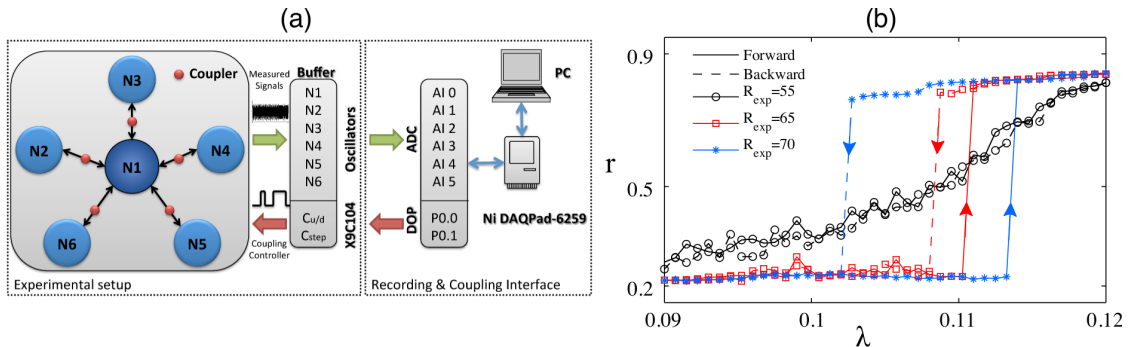 (a)
N3
Coupler
N2
N1
N4
N6
N5
Experimental setup
Measured
Signals
Coupling
Controller
Buffer
N1
N2
N3
N4
N5
N6
Cu/d
Cstep
Oscillators
X9C104
ADC
DOP
AI 0
AI 1
AI 2
AI 3
AI 4
AI 5
P0.0
P0.1
PC
Ni DAQPad-6259
Recording & Coupling Interface
(b)
Forward
Backward
Rexp=55
Rexp=65
Rexp=70
r
0.9
0.5
0.2
0.09
0.1
0.11
0.12
λ